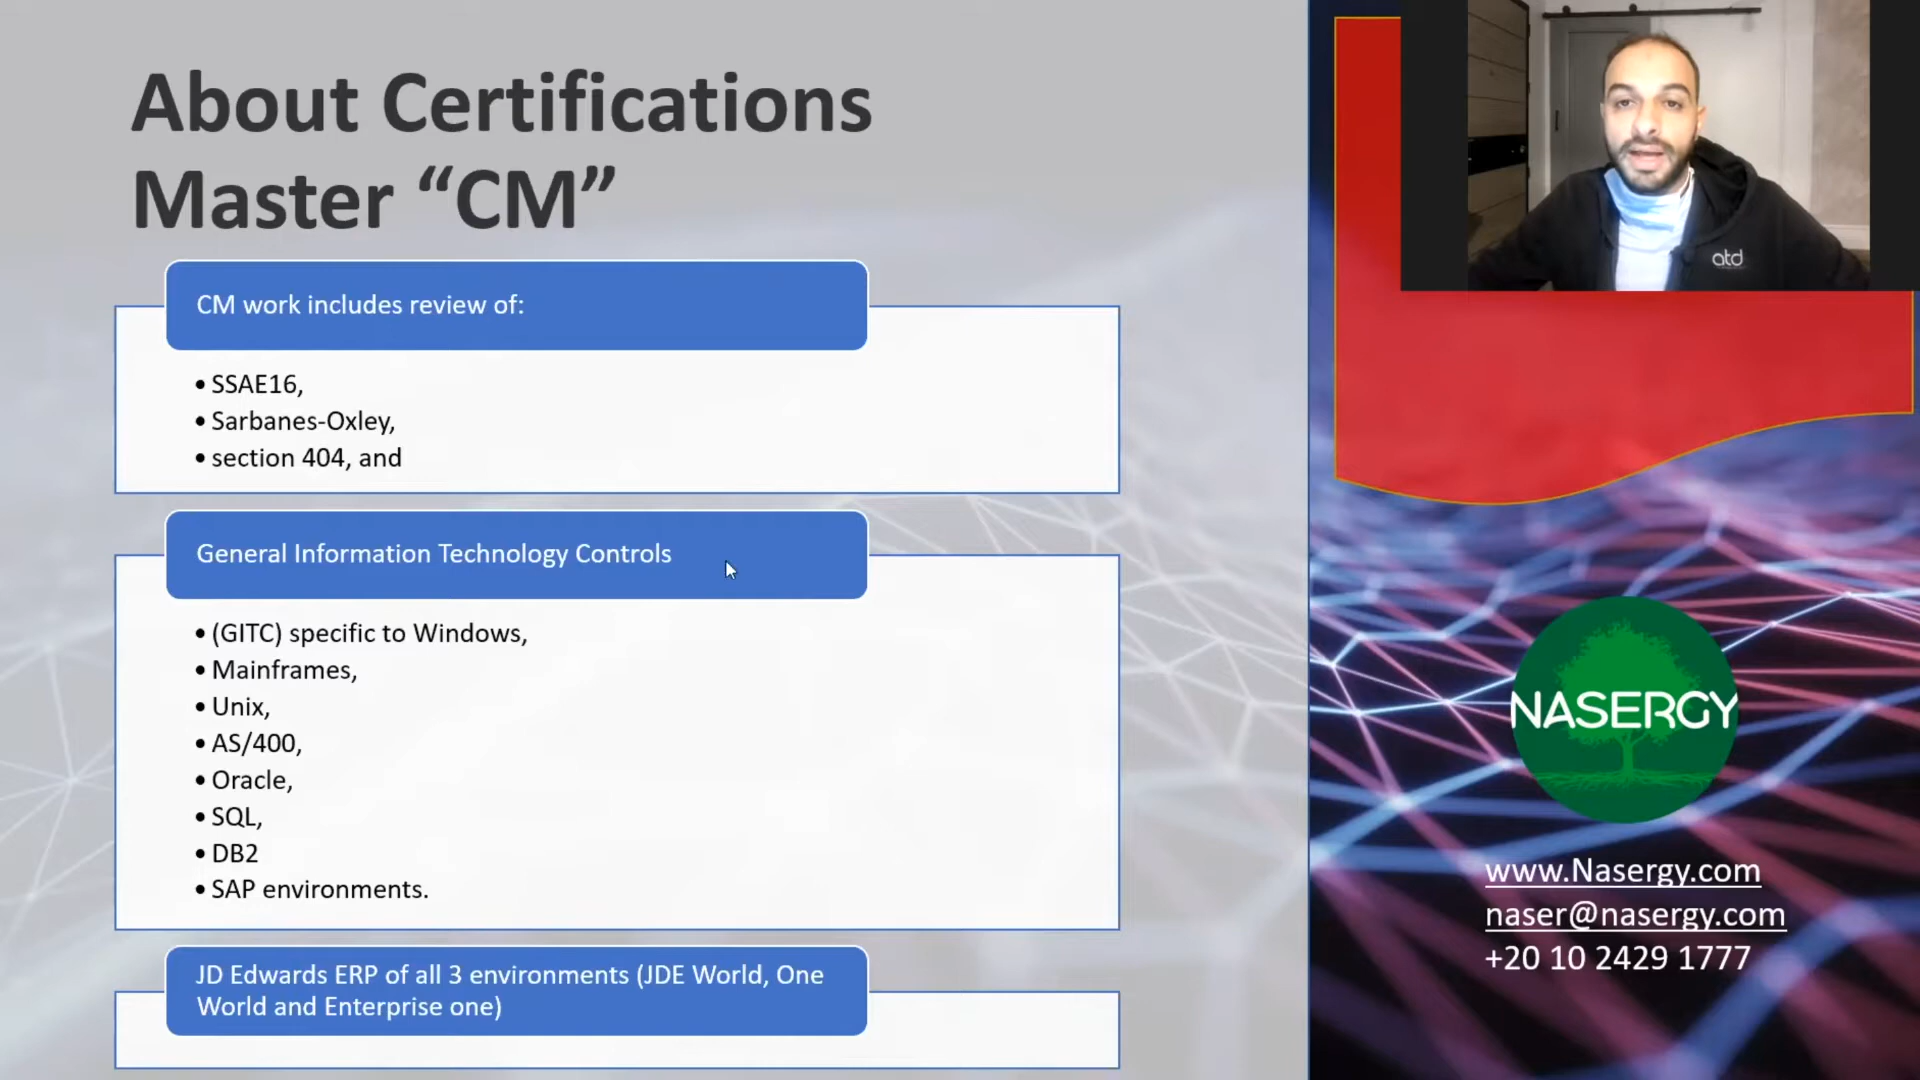 About Certifications
Master “CM”
CM work includes review of:
• SSAE16,
• Sarbanes-Oxley,
• section 404, and
General Information Technology Controls
• (GITC) specific to Windows,
• Mainframes,
• Unix,
• AS/400,
• Oracle,
• SQL,
• DB2
• SAP environments.
JD Edwards ERP of all 3 environments (JDE World, One
World and Enterprise one)
atd
NASERGY
www.Nasergy.com
naser@nasergy.com
+20 10 2429 1777